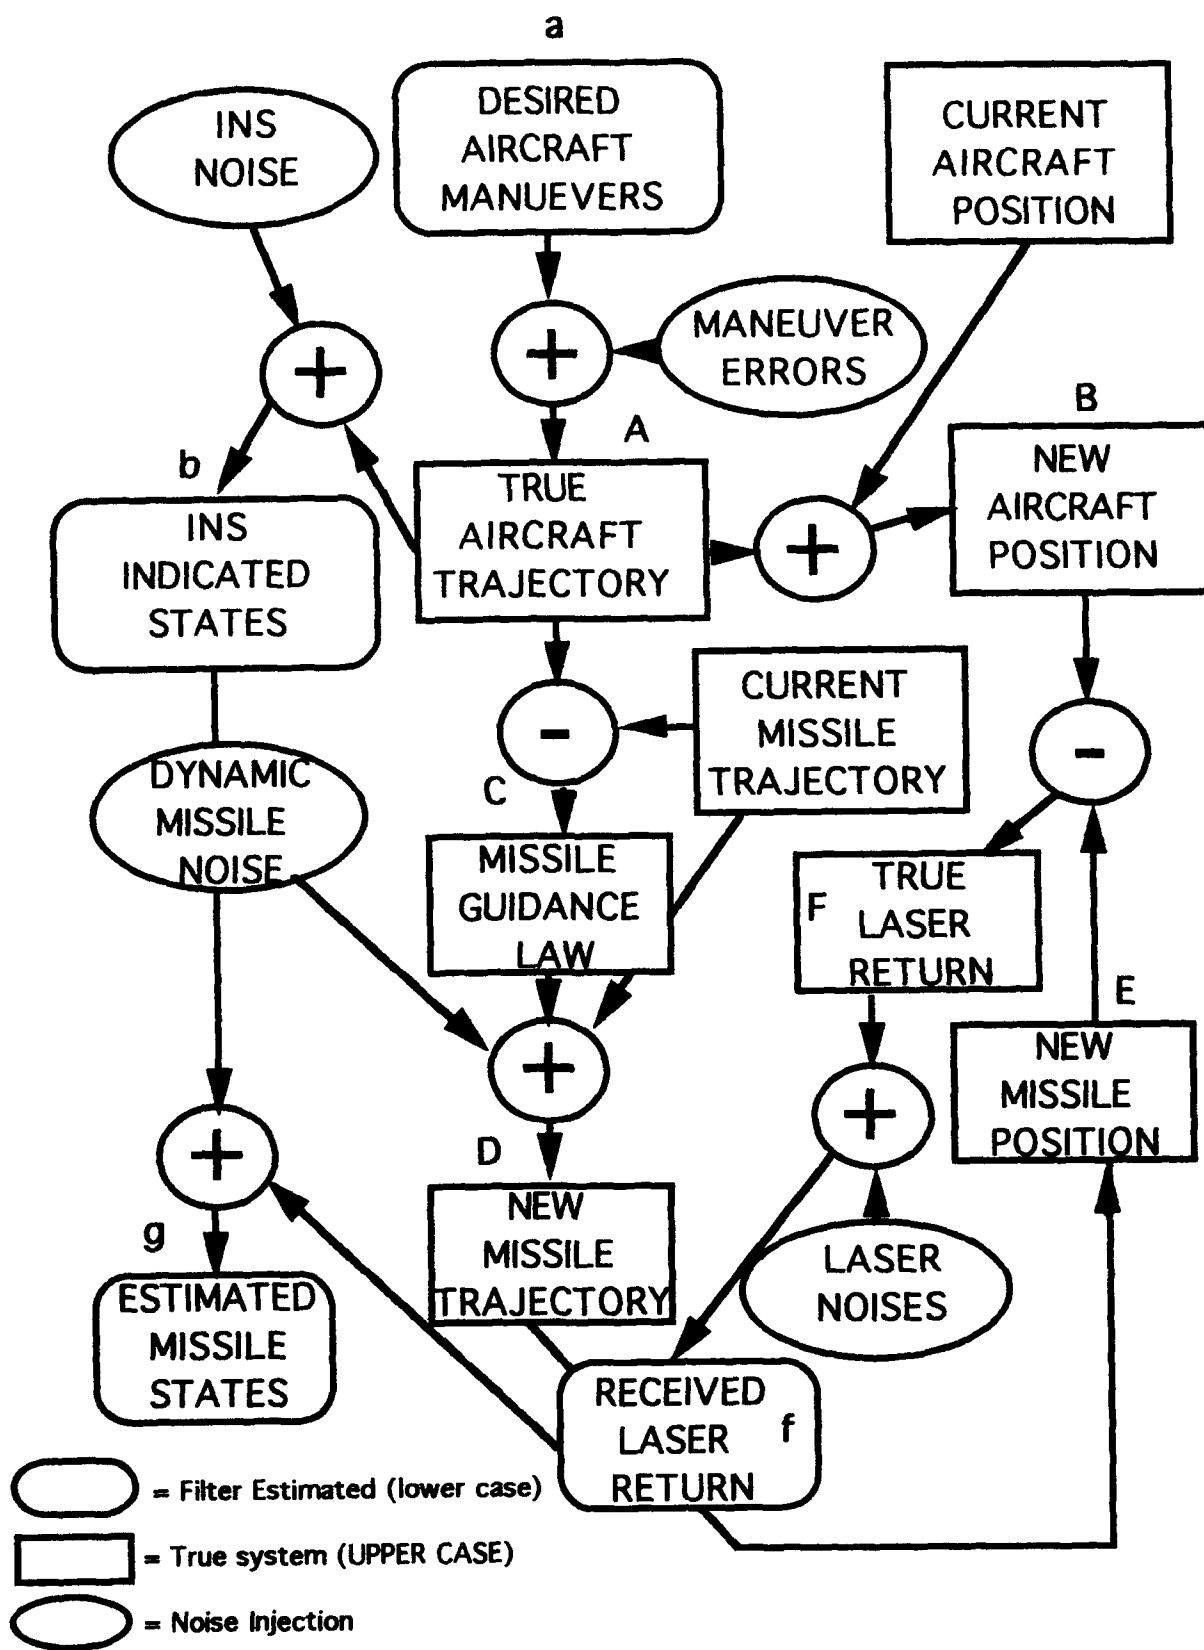 a
INS
NOISE
DESIRED
AIRCRAFT
MANUEVERS
CURRENT
AIRCRAFT
POSITION
+
+
MANEUVER
ERRORS
A
B
b
INS
INDICATED
STATES
TRUE
AIRCRAFT
TRAJECTORY
+
NEW
AIRCRAFT
POSITION
-
CURRENT
MISSILE
TRAJECTORY
-
C
DYNAMIC
MISSILE
NOISE
MISSILE
GUIDANCE
LAW
F
TRUE
LASER
RETURN
E
+
+
NEW
MISSILE
POSITION
+
D
g
ESTIMATED
MISSILE
STATES
NEW
MISSILE
TRAJECTORY
LASER
NOISES
RECEIVED
LASER
RETURN
f
= Filter Estimated (lower case)
= True system (UPPER CASE)
= Noise Injection